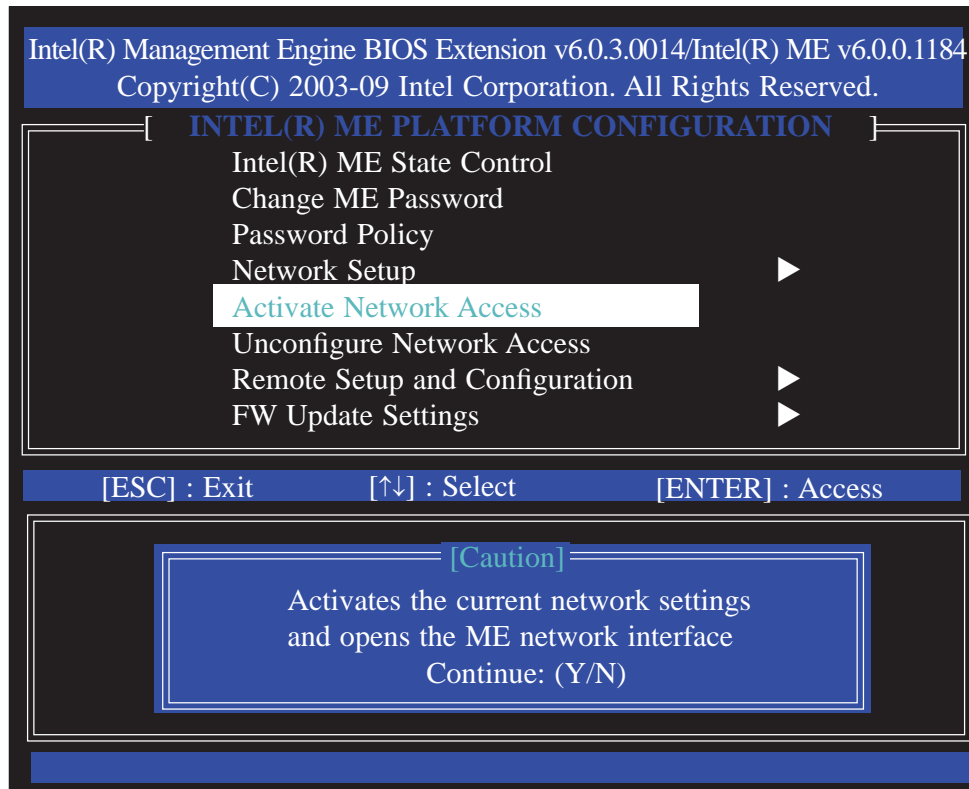 Intel(R) Management Engine BIOS Extension v6.0.3.0014/Intel(R) ME v6.0.0.1184
Copyright(C) 2003-09 Intel Corporation. All Rights Reserved.
[ INTEL(R) ME PLATFORM CONFIGURATION ]
Intel(R) ME State Control
Change ME Password
Password Policy
Network Setup ▶
Activate Network Access
Unconfigure Network Access
Remote Setup and Configuration ▶
FW Update Settings ▶
[ESC] : Exit [↑↓] : Select [ENTER] : Access
[Caution]
Activates the current network settings
and opens the ME network interface
Continue: (Y/N)